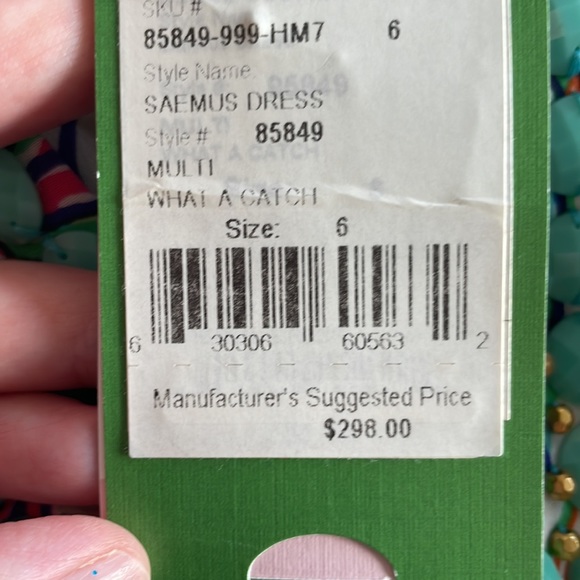 SKU #
85849-999-HM7 6
Style Name
SAEMUS DRESS
Style # 85849
MULTI
WHAT A CATCH
Size: 6
6 30306 60563 2
Manufacturer's Suggested Price
$298.00